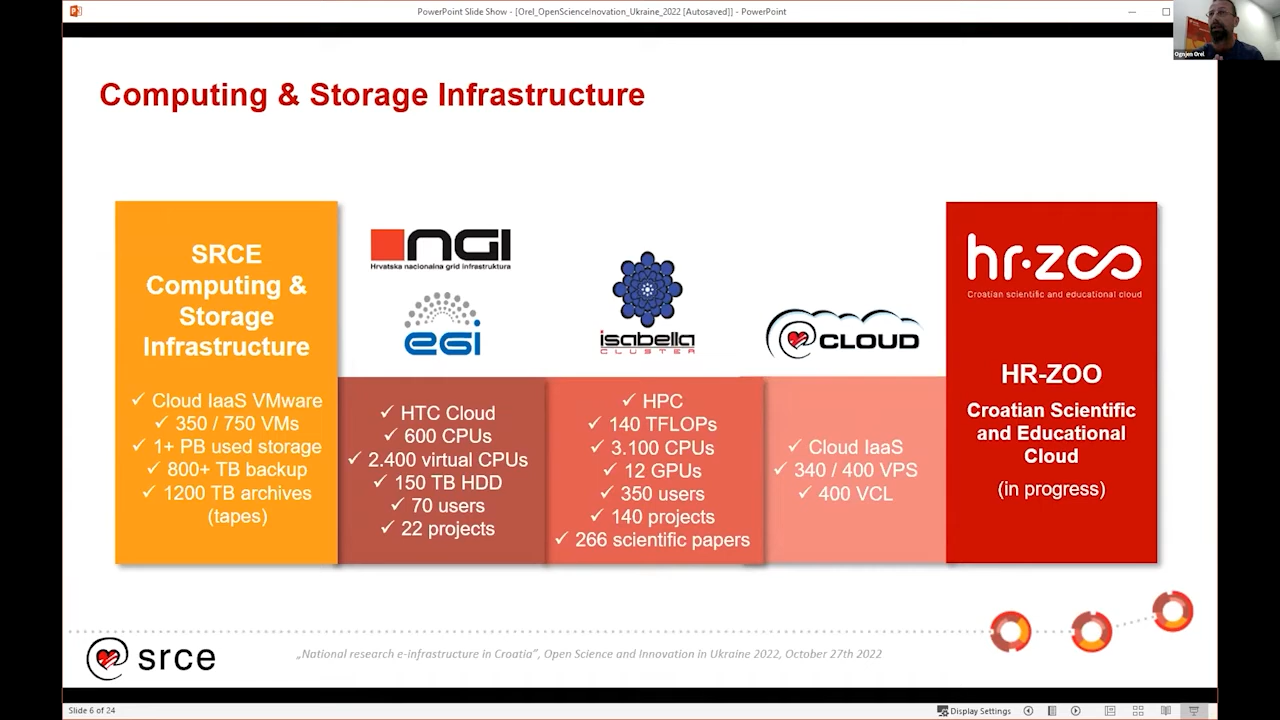 PowerPoint Slide Show - [Orel_OpenScienceInovation_Ukraine_2022 [Autosaved]] - PowerPoint
Ognjen Orel
Computing & Storage Infrastructure
SRCE
Computing &
Storage
Infrastructure
✓ Cloud IaaS VMware
✓ 350 / 750 VMs
✓ 1+ PB used storage
✓ 800+ TB backup
✓ 1200 TB archives
(tapes)
ngi
Hrvatska nacionalna grid infrastruktura
egi
✓ HTC Cloud
✓ 600 CPUs
✓ 2.400 virtual CPUs
✓ 150 TB HDD
✓ 70 users
✓ 22 projects
isabella
CLUSTER
✓ HPC
✓ 140 TFLOPs
✓ 3.100 CPUs
✓ 12 GPUs
✓ 350 users
✓ 140 projects
✓ 266 scientific papers
CLOUD
✓ Cloud IaaS
✓ 340 / 400 VPS
✓ 400 VCL
hr·zoo
Croatian scientific and educational cloud
HR-ZOO
Croatian Scientific
and Educational
Cloud
(in progress)
srce
„National research e-infrastructure in Croatia”, Open Science and Innovation in Ukraine 2022, October 27th 2022
Slide 6 of 24
Display Settings